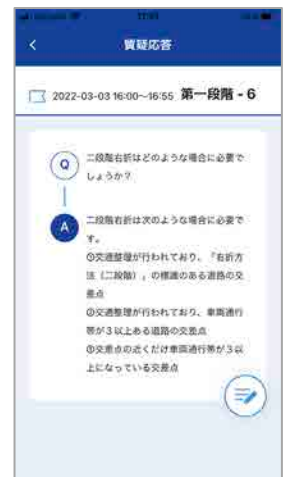 質疑応答
2022-03-03 16:00〜16:55 第一段階 - 6
Q 二段階右折はどのような場合に必要で
しょうか?
A 二段階右折は次のような場合に必要で
す。
①交通整理が行われており、「右折方
法(二段階)」の標識のある道路の交
差点
②交通整理が行われており、車両通行
帯が3以上ある道路の交差点
③交差点の近くだけ車両通行帯が3以
上になっている交差点